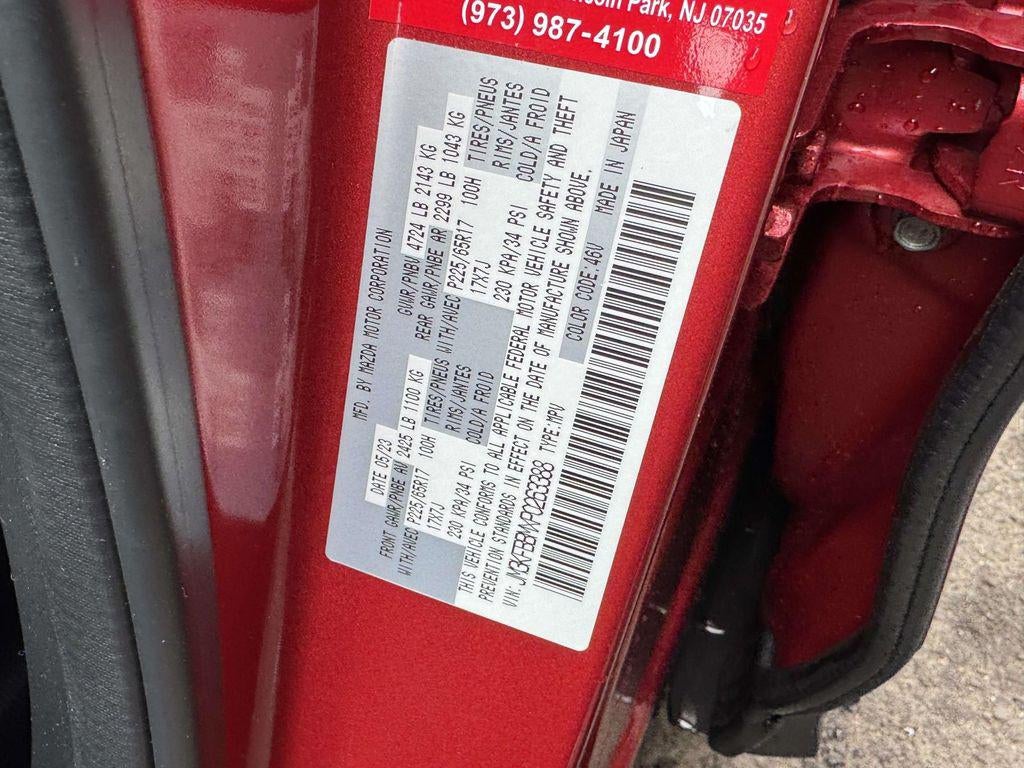 Park, NJ 07035
(973) 987-4100
MFD. BY MAZDA MOTOR CORPORATION
DATE 05/23 GVWR/PNBV 4724 LB 2143 KG
FRONT GAWR/PNBE AV 2425 LB 1100 KG REAR GAWR/PNBE AR 2299 LB 1043 KG
WITH/AVEC P225/65R17 100H TIRES/PNEUS WITH/AVEC P225/65R17 100H TIRES/PNEUS
17X7J RIMS/JANTES 17X7J RIMS/JANTES
230 KPA/34 PSI COLD/A FROID 230 KPA/34 PSI COLD/A FROID
THIS VEHICLE CONFORMS TO ALL APPLICABLE FEDERAL MOTOR VEHICLE SAFETY AND THEFT
PREVENTION STANDARDS IN EFFECT ON THE DATE OF MANUFACTURE SHOWN ABOVE.
VIN: TYPE:MPV COLOR CODE:46V MADE IN JAPAN